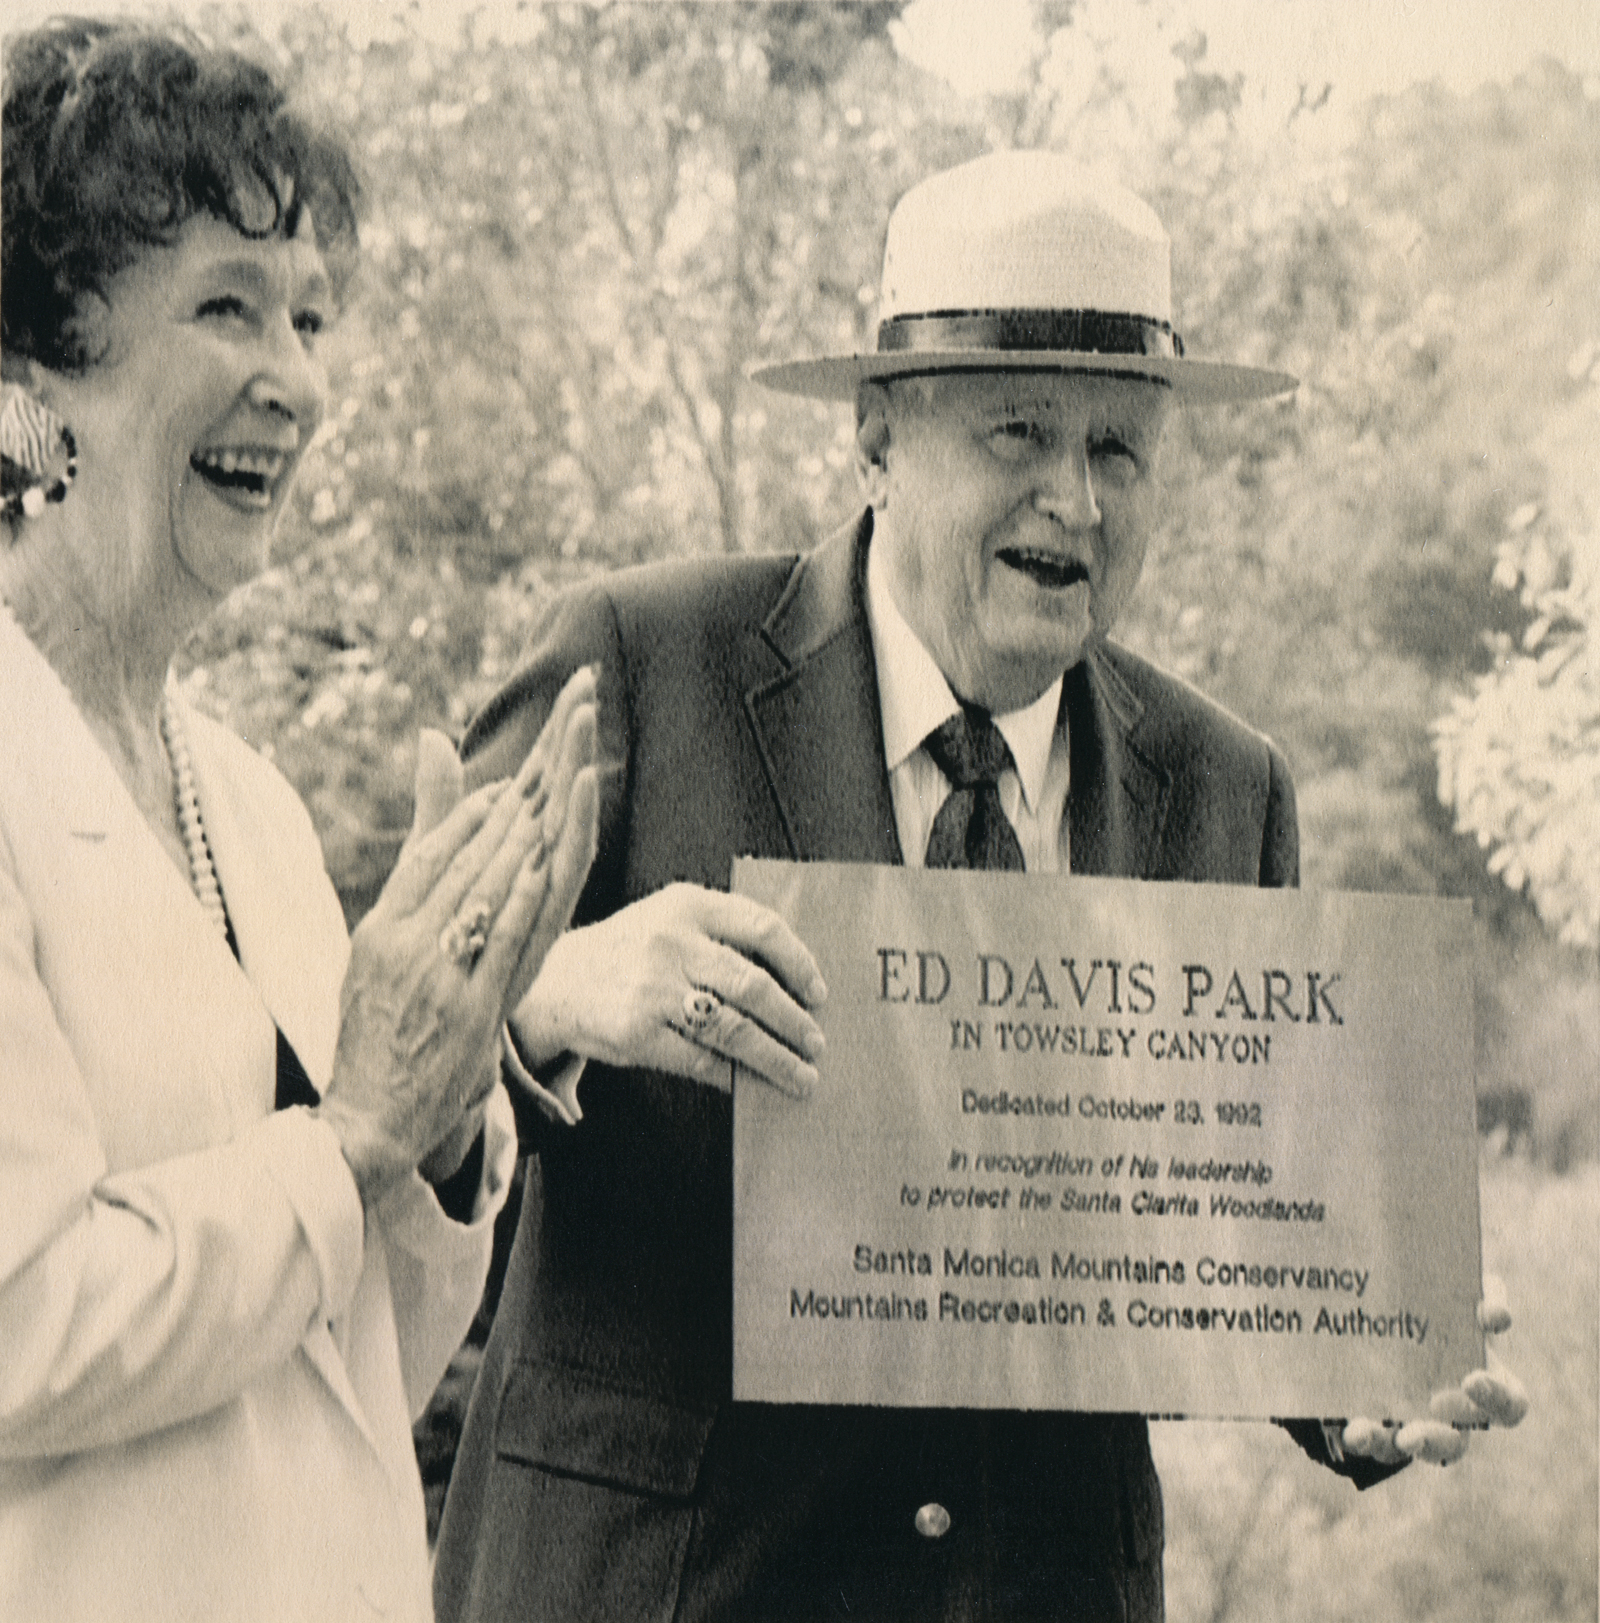 ED DAVIS PARK
IN TOWSLEY CANYON
Dedicated October 23, 1992
In recognition of his leadership
to protect the Santa Clarita Woodlands
Santa Monica Mountains Conservancy
Mountains Recreation & Conservation Authority